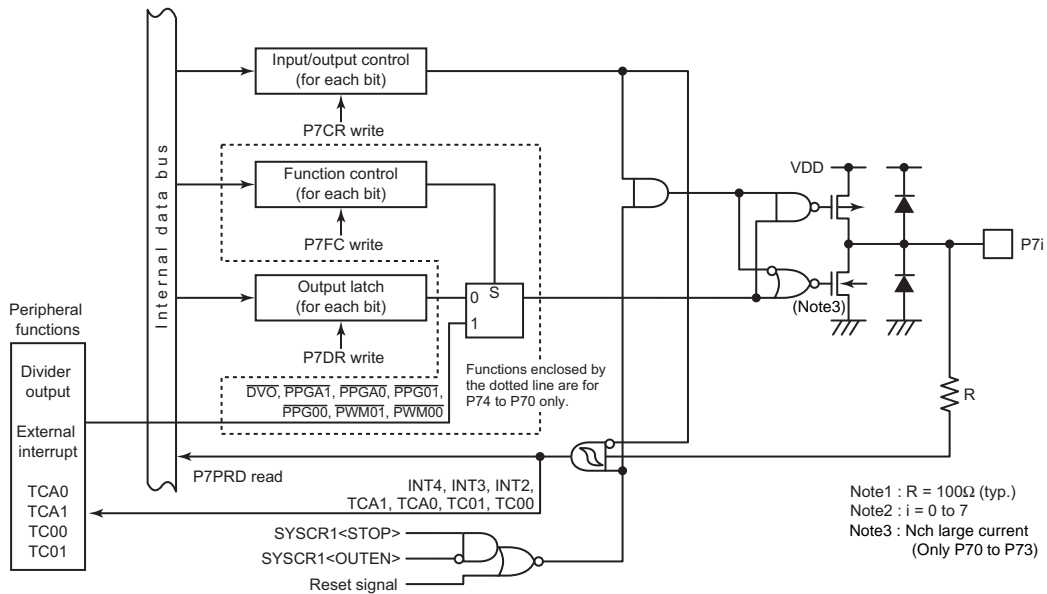 Input/output control
(for each bit)
P7CR write
Function control
(for each bit)
P7FC write
Output latch
(for each bit)
P7DR write
Internal data bus
Peripheral
functions
Divider
output
External
interrupt
TCA0
TCA1
TC00
TC01
0
S
1
DVO, PPGA1, PPGA0, PPG01,
PPG00, PWM01, PWM00
Functions enclosed by
the dotted line are for
P74 to P70 only.
VDD
P7i
(Note3)
R
P7PRD read
INT4, INT3, INT2,
TCA1, TCA0, TC01, TC00
SYSCR1<STOP>
SYSCR1<OUTEN>
Reset signal
Note1 : R = 100Ω (typ.)
Note2 : i = 0 to 7
Note3 : Nch large current
(Only P70 to P73)